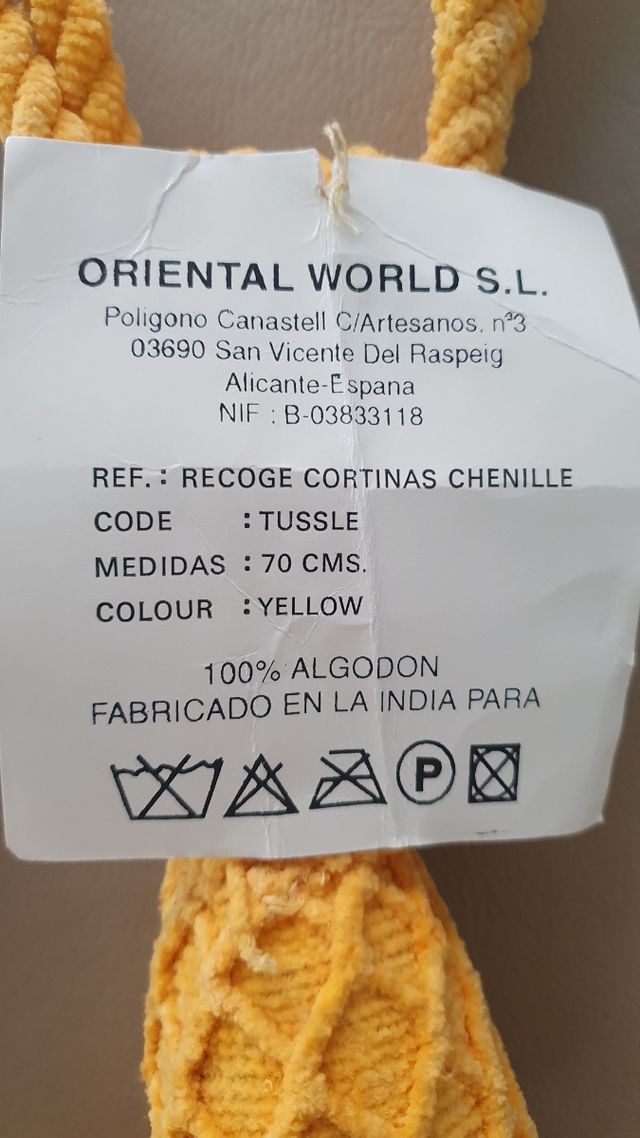 ORIENTAL WORLD S.L.
Poligono Canastell C/Artesanos. nª3
03690 San Vicente Del Raspeig
Alicante-Espana
NIF : B-03833118
REF. : RECOGE CORTINAS CHENILLE
CODE : TUSSLE
MEDIDAS : 70 CMS.
COLOUR : YELLOW
100% ALGODON
FABRICADO EN LA INDIA PARA
P